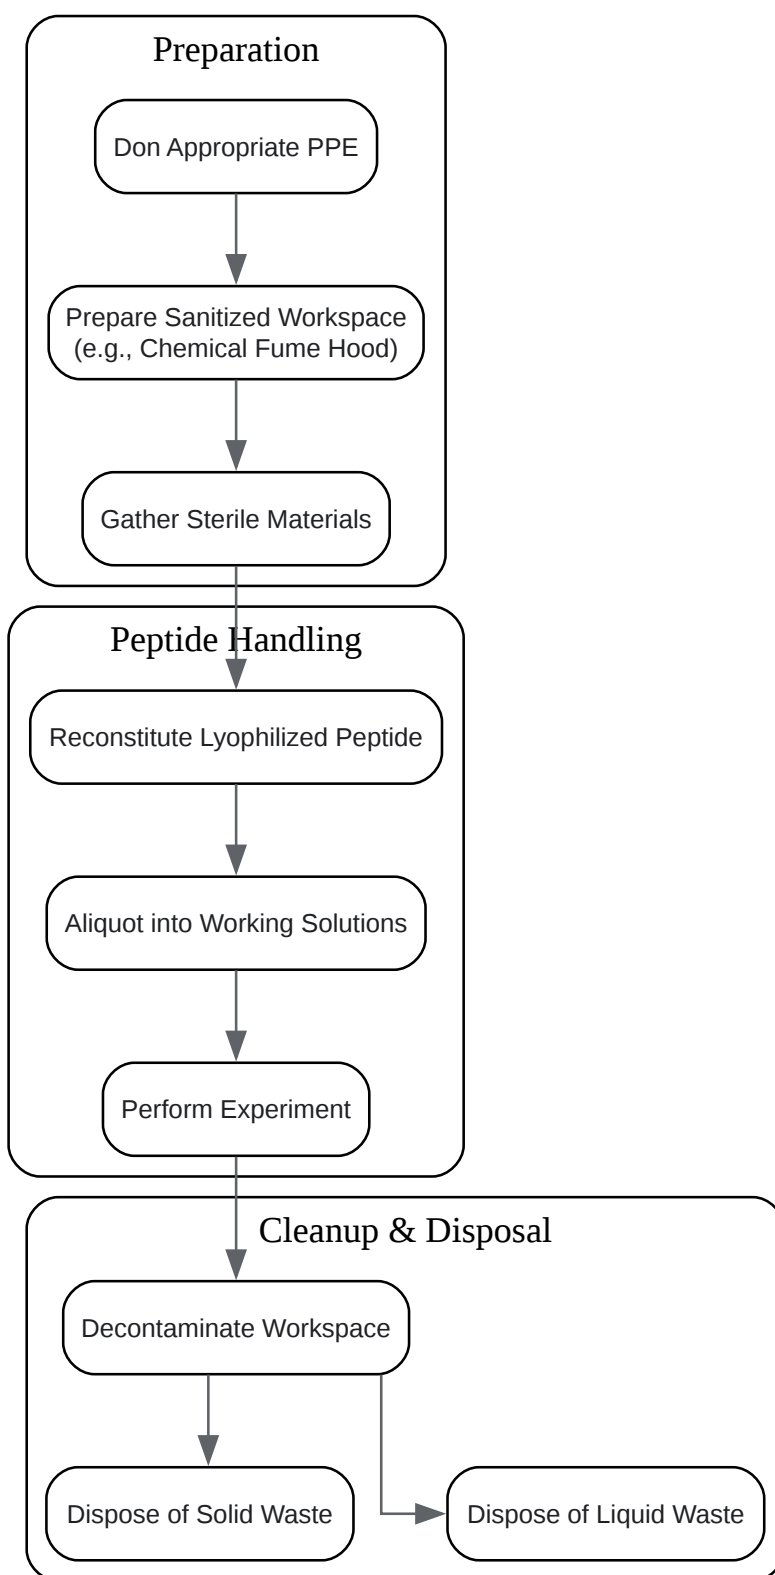 Preparation
Don Appropriate PPE
Prepare Sanitized Workspace
(e.g., Chemical Fume Hood)
Gather Sterile Materials
Peptide Handling
Reconstitute Lyophilized Peptide
Aliquot into Working Solutions
Perform Experiment
Cleanup & Disposal
Decontaminate Workspace
Dispose of Solid Waste
Dispose of Liquid Waste